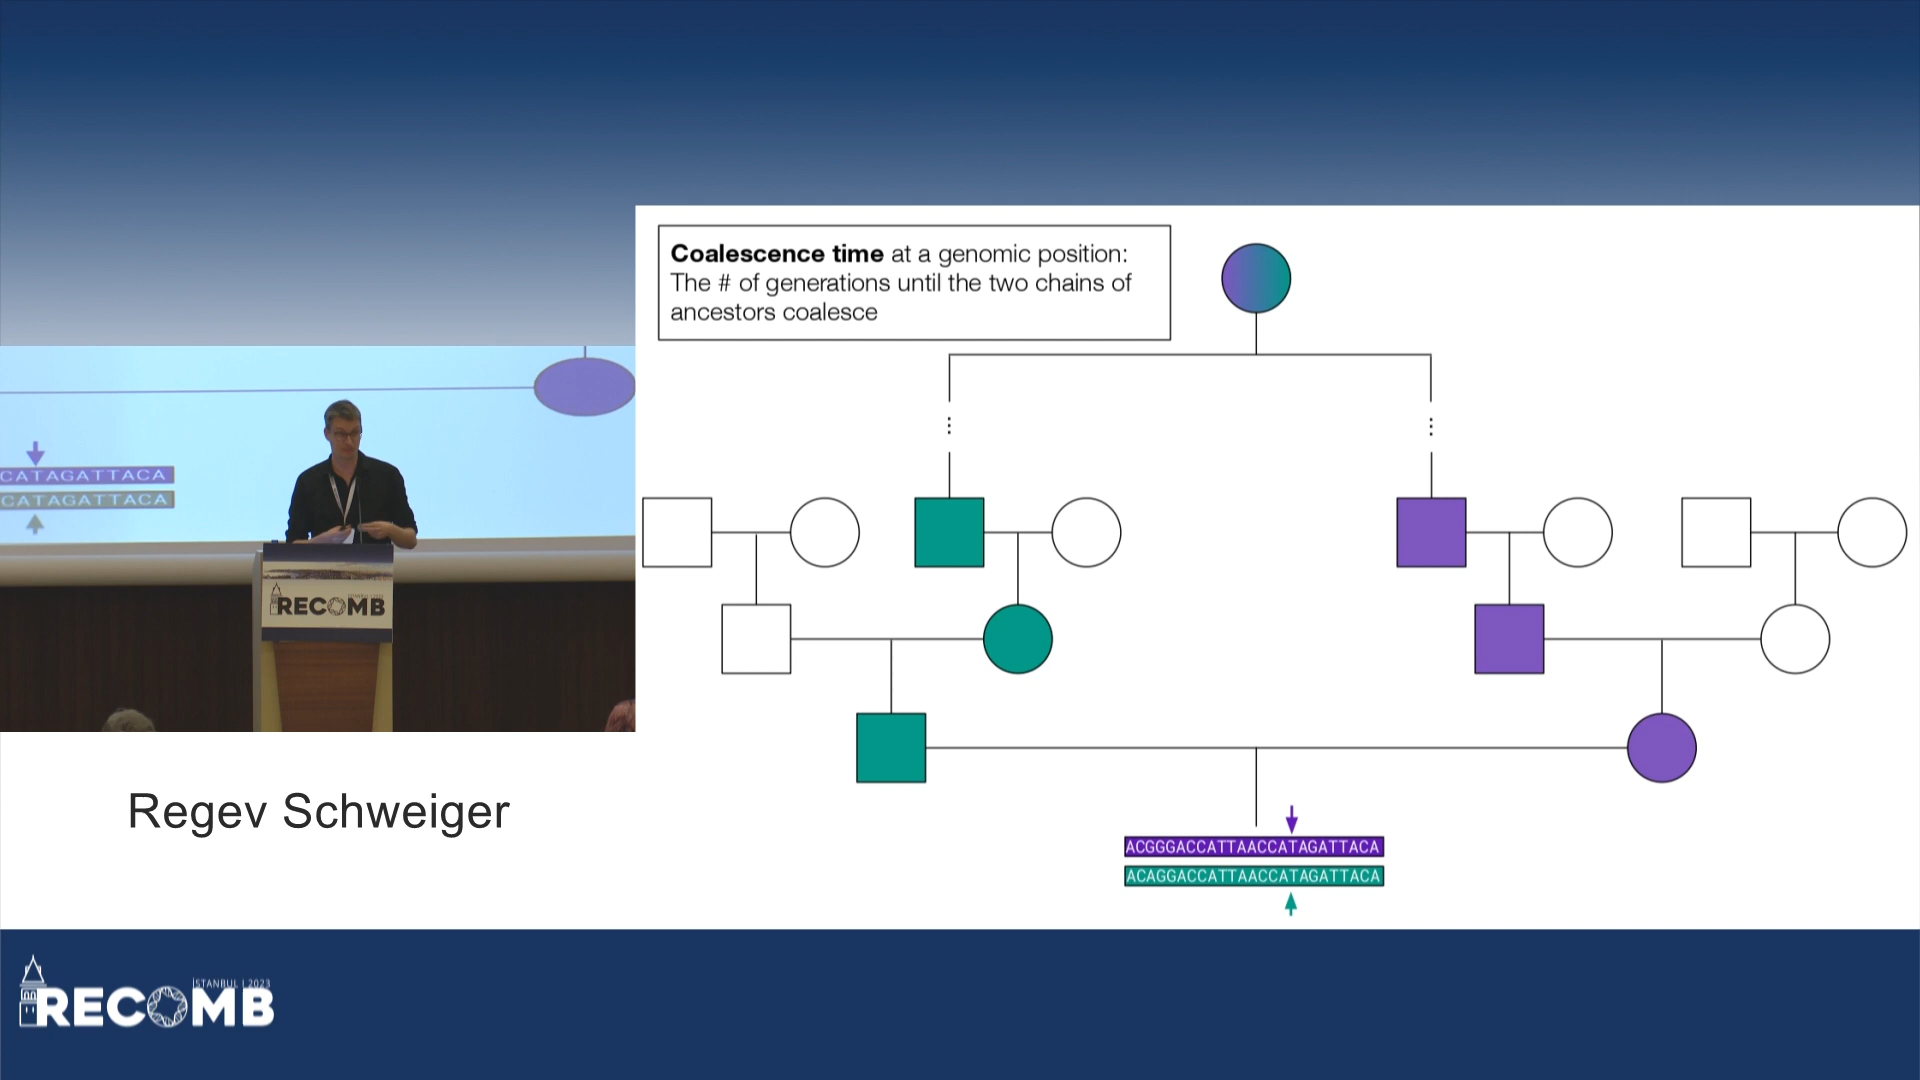 Coalescence time at a genomic position:
The # of generations until the two chains of
ancestors coalesce
⋮
⋮
CATAGATTACA
CATAGATTACA
RECOMB
Regev Schweiger
ACGGGACCATTAACCATAGATTACA
ACAGGACCATTAACCATAGATTACA
İSTANBUL | 2023
RECOMB